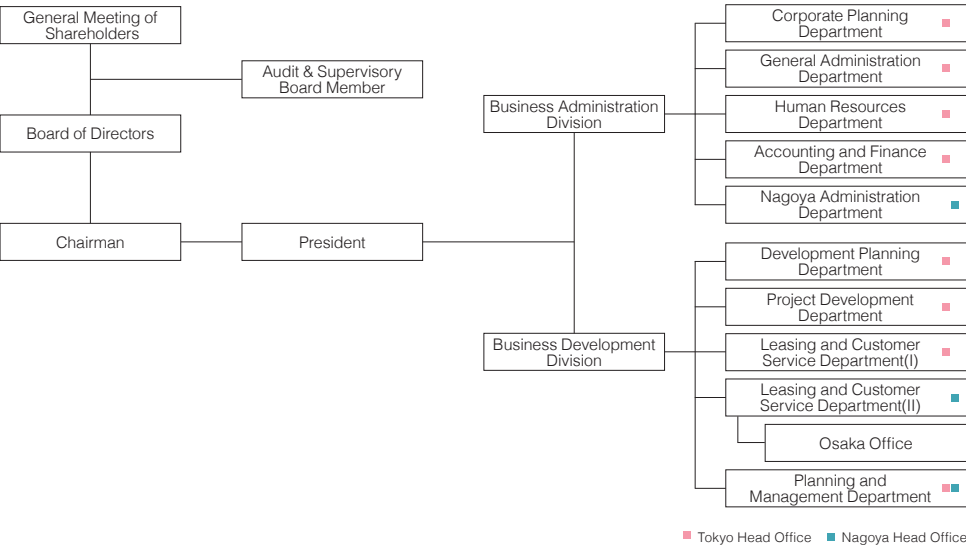 General Meeting of
Shareholders
Audit & Supervisory
Board Member
Board of Directors
Chairman
President
Business Administration
Division
Corporate Planning
Department
General Administration
Department
Human Resources
Department
Accounting and Finance
Department
Nagoya Administration
Department
Business Development
Division
Development Planning
Department
Project Development
Department
Leasing and Customer
Service Department(I)
Leasing and Customer
Service Department(II)
Osaka Office
Planning and
Management Department
Tokyo Head Office
Nagoya Head Office